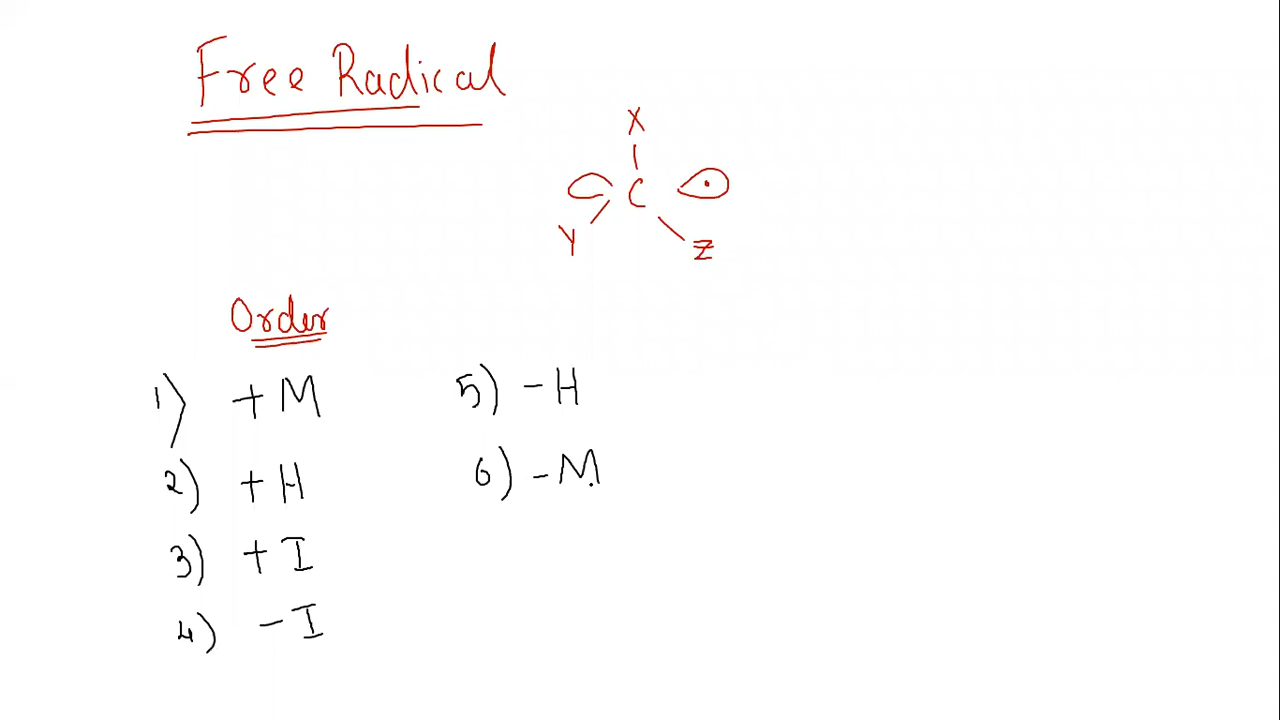 Free Radical
X
C
Y
Z
Order
1) + M
2) + H
3) + I
4) - I
5) - H
6) - M